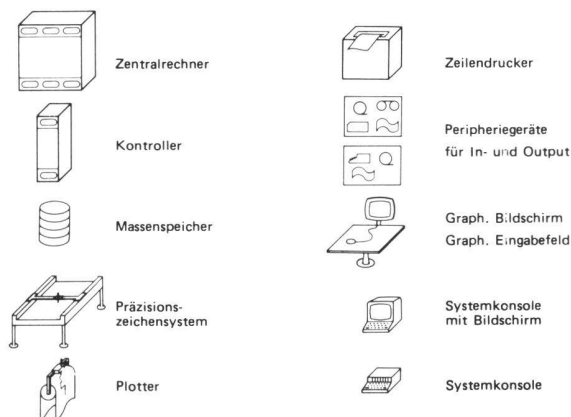 Zentralrechner
Kontroller
Massenspeicher
Präzisions-
zeichensystem
Plotter
Zeilendrucker
Peripheriegeräte
für In- und Output
Graph. Bildschirm
Graph. Eingabefeld
Systemkonsole
mit Bildschirm
Systemkonsole